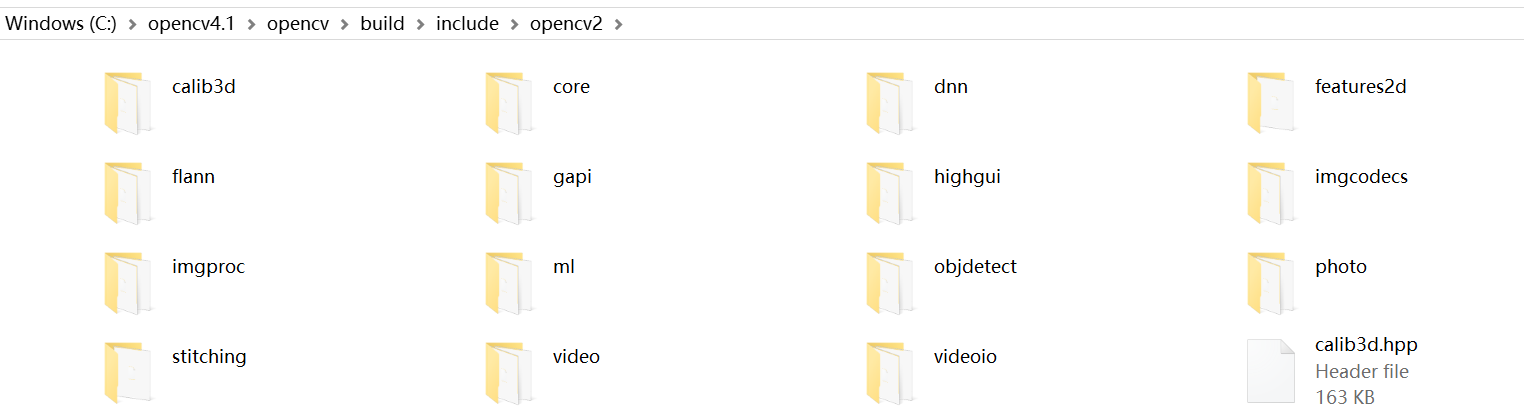 Windows (C:) > opencv4.1 > opencv > build > include > opencv2 >
calib3d core dnn features2d
flann gapi highgui imgcodecs
imgproc ml objdetect photo
stitching video videoio calib3d.hpp
Header file
163 KB